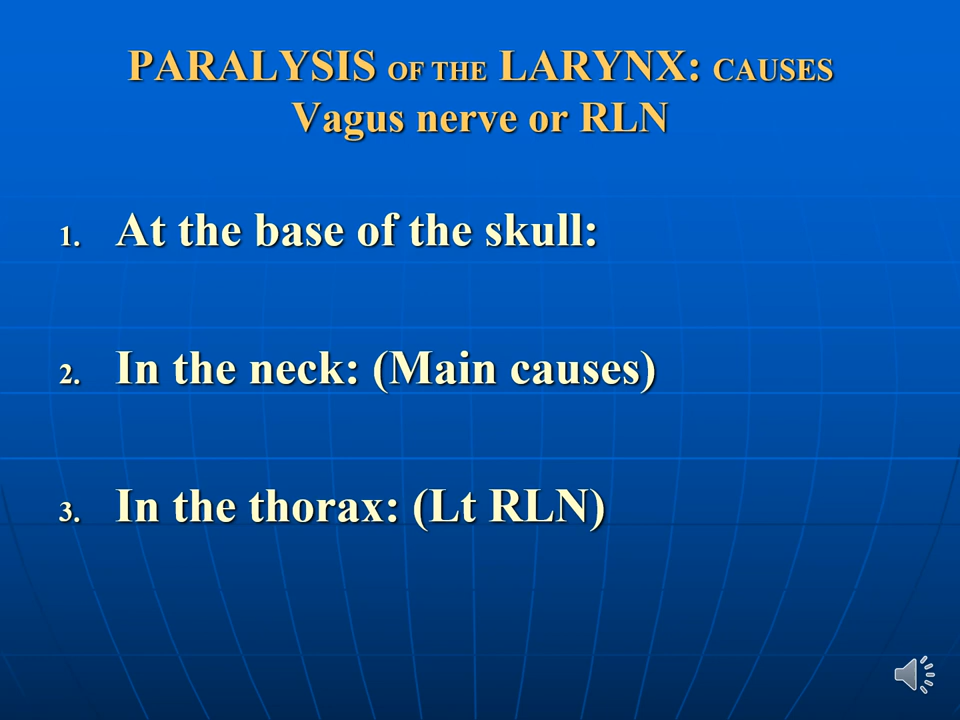 PARALYSIS OF THE LARYNX: CAUSES
Vagus nerve or RLN
1. At the base of the skull:
2. In the neck: (Main causes)
3. In the thorax: (Lt RLN)